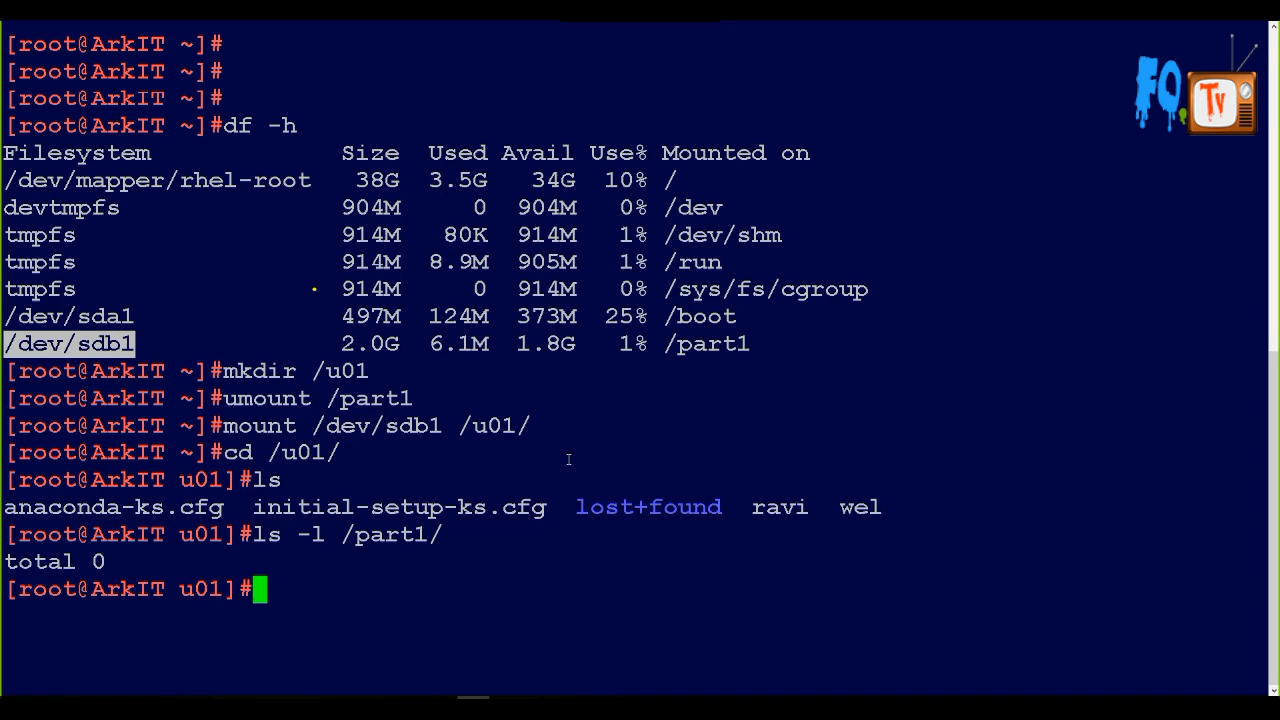 [root@ArkIT ~]#
[root@ArkIT ~]#
[root@ArkIT ~]#
[root@ArkIT ~]#df -h
Filesystem Size Used Avail Use% Mounted on
/dev/mapper/rhel-root 38G 3.5G 34G 10% /
devtmpfs 904M 0 904M 0% /dev
tmpfs 914M 80K 914M 1% /dev/shm
tmpfs 914M 8.9M 905M 1% /run
tmpfs 914M 0 914M 0% /sys/fs/cgroup
/dev/sda1 497M 124M 373M 25% /boot
/dev/sdb1 2.0G 6.1M 1.8G 1% /part1
[root@ArkIT ~]#mkdir /u01
[root@ArkIT ~]#umount /part1
[root@ArkIT ~]#mount /dev/sdb1 /u01/
[root@ArkIT ~]#cd /u01/
[root@ArkIT u01]#ls
anaconda-ks.cfg initial-setup-ks.cfg lost+found ravi wel
[root@ArkIT u01]#ls -l /part1/
total 0
[root@ArkIT u01]#
FQ. Tv